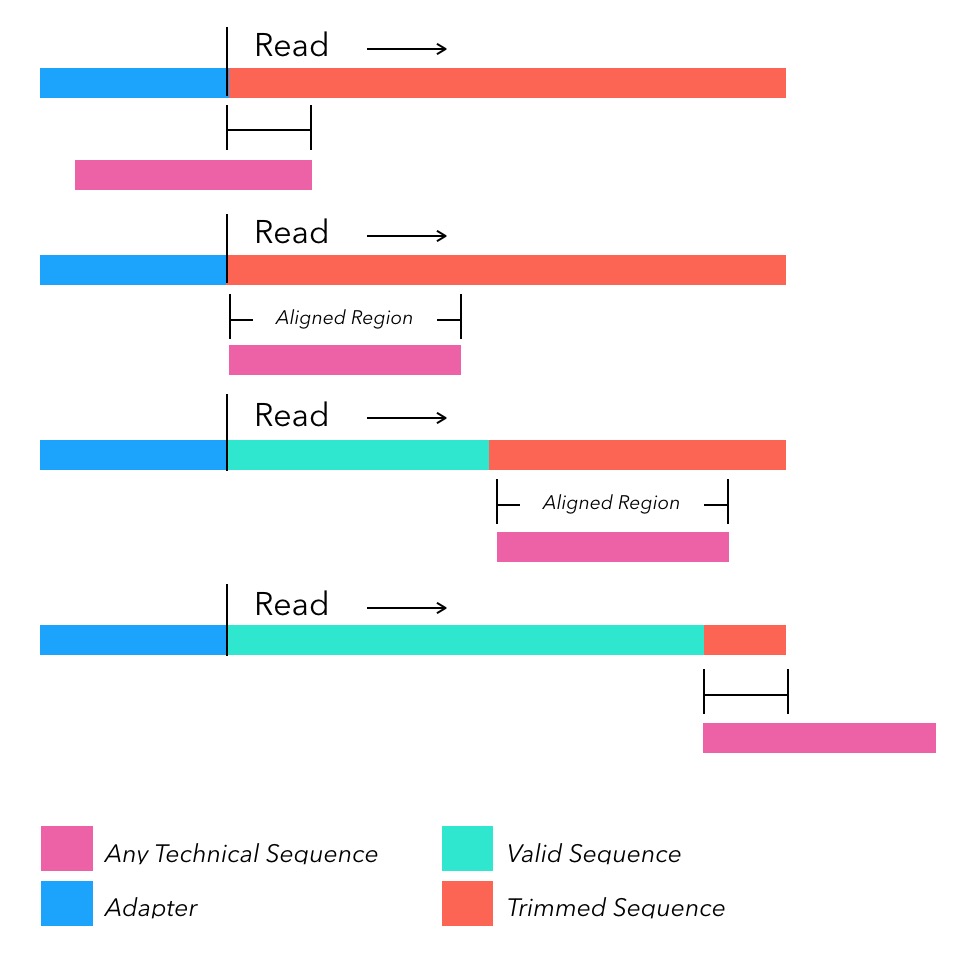 Read
Read
Aligned Region
Read
Aligned Region
Read
Any Technical Sequence
Valid Sequence
Adapter
Trimmed Sequence